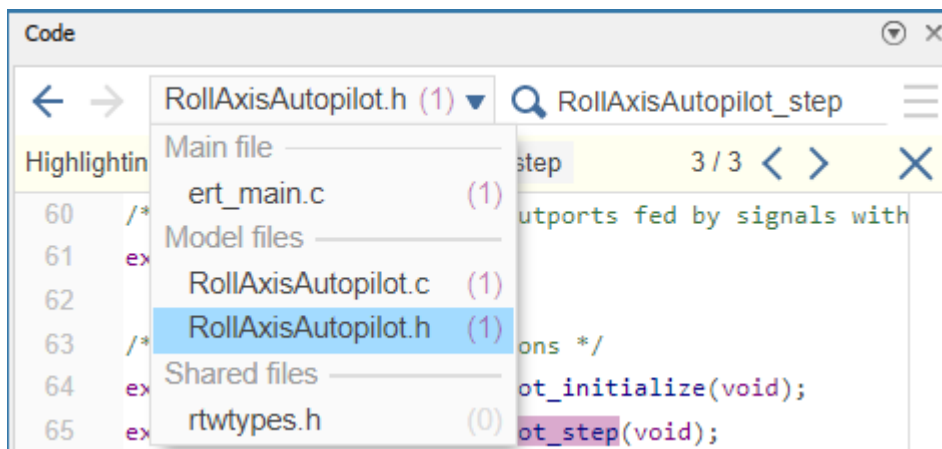 Code
RollAxisAutopilot.h (1) RollAxisAutopilot_step
Highlightin step 3 / 3
Main file
ert_main.c (1)
Model files
RollAxisAutopilot.c (1)
RollAxisAutopilot.h (1)
Shared files
rtwtypes.h (0)
60 /* utports fed by signals with
61 ex
62
63 /* ons */
64 ex ot_initialize(void);
65 ex ot_step(void);